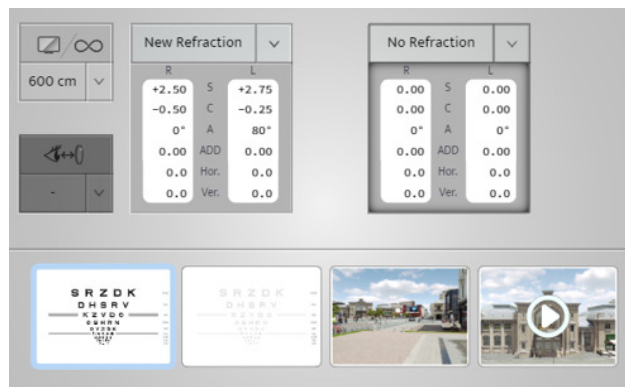 600 cm
-
New Refraction
R L
+2.50 S +2.75
−0.50 C −0.25
0° A 80°
0.00 ADD 0.00
0.0 Hor. 0.0
0.0 Ver. 0.0
No Refraction
R L
0.00 S 0.00
0.00 C 0.00
0° A 0°
0.00 ADD 0.00
0.0 Hor. 0.0
0.0 Ver. 0.0
S R Z D K
D H S R V
K Z V D C
S R Z D K
D H S R V